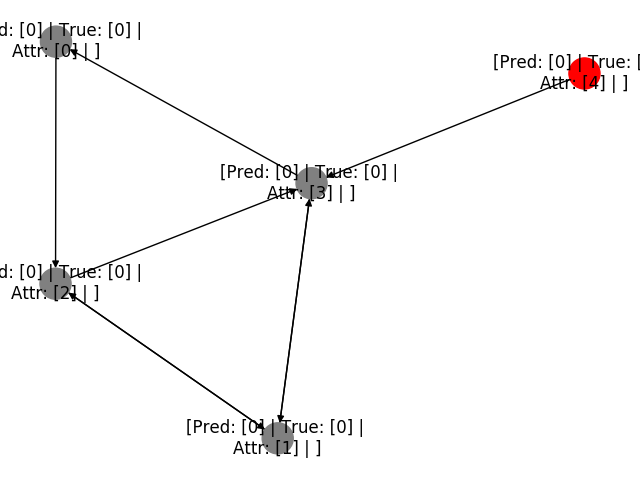 d: [0] | True: [0] |
Attr: [0] | ]
[Pred: [0] | True: [
Attr: [4] | ]
[Pred: [0] | True: [0] |
Attr: [3] | ]
d: [0] | True: [0] |
Attr: [2] | ]
[Pred: [0] | True: [0] |
Attr: [1] | ]